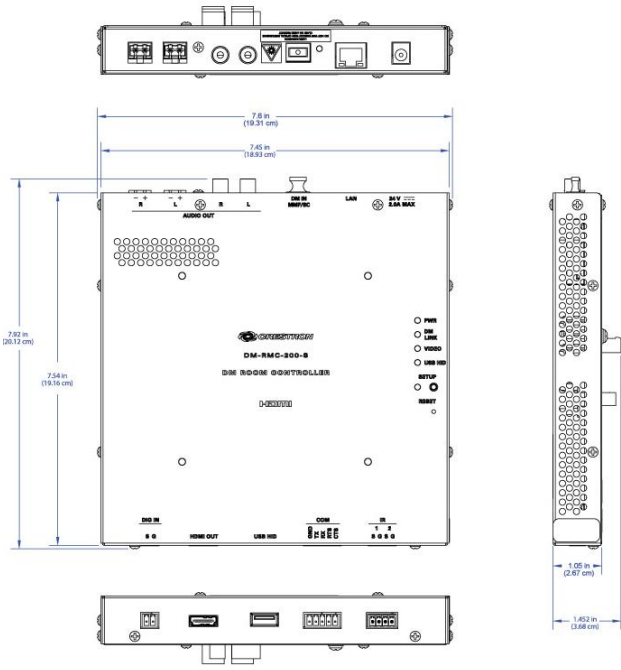 7.6 in
(19.31 cm)
7.45 in
(18.93 cm)
- + - +
R L R L
AUDIO OUT
DM IN
MMF/SC
LAN
24 V
2.0A MAX
7.92 in
(20.12 cm)
7.54 in
(19.16 cm)
CRESTRON
DM-RMC-200-S
DM ROOM CONTROLLER
HDMI
PWR
DM
LINK
VIDEO
USB HID
SETUP
RESET
DIG IN
S G
HDMI OUT
USB HID
COM
GND
TX
RX
RTS
CTS
IR
1 2
S G S G
1.05 in
(2.67 cm)
1.452 in
(3.68 cm)